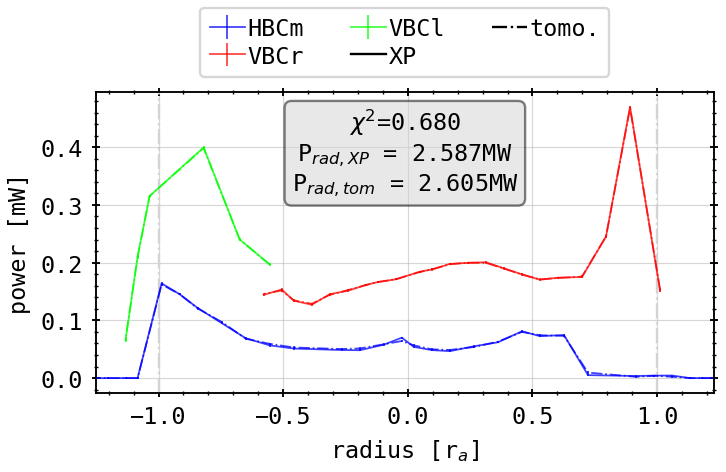 HBCm VBCl tomo.
VBCr XP
χ²=0.680
P_rad,XP = 2.587MW
P_rad,tom = 2.605MW
power [mW]
0.4
0.3
0.2
0.1
0.0
−1.0 −0.5 0.0 0.5 1.0
radius [r_a]